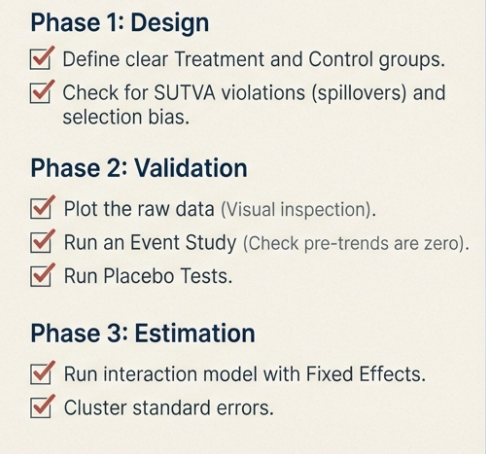 Phase 1: Design
Define clear Treatment and Control groups.
Check for SUTVA violations (spillovers) and
selection bias.
Phase 2: Validation
Plot the raw data (Visual inspection).
Run an Event Study (Check pre-trends are zero).
Run Placebo Tests.
Phase 3: Estimation
Run interaction model with Fixed Effects.
Cluster standard errors.